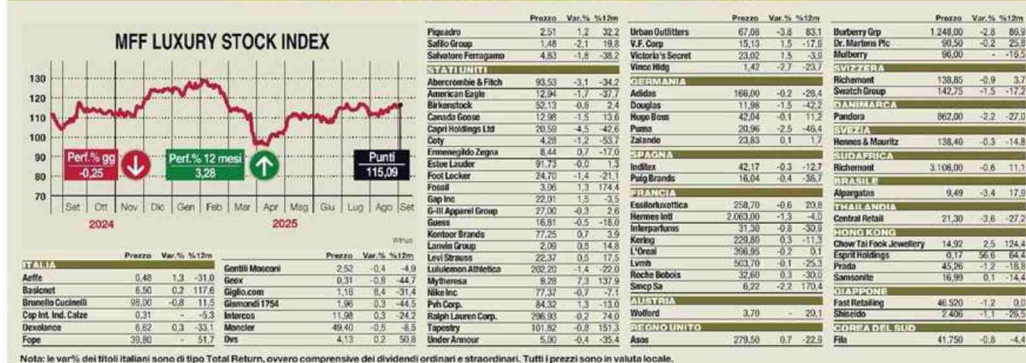 MFF LUXURY STOCK INDEX
130
120
110
100
90
80
70
Perf.% gg
-0,25
Perf.% 12 mesi
3,28
Punti
115,09
Set Ott Nov Dic Gen Feb Mar Apr Mag Giu Lug Ago Set
2024 2025
Prezzo Var.% %12m
ITALIA
Aeffe 0,48 1,3 -31,0
Basicnet 6,50 0,2 117,6
Brunello Cucinelli 98,00 -0,8 11,5
Csp Int. Ind. Calze 0,31 - -5,3
Dexelance 6,62 0,3 -33,1
Fope 39,80 - 51,7
Prezzo Var.% %12m
Gentili Mosconi 2,52 -0,4 -4,9
Geox 0,31 -0,8 -44,7
Giglio.com 1,16 8,4 -31,4
Gismondi 1754 1,96 0,3 -44,5
Intercos 11,98 0,3 -24,2
Moncler 49,40 -0,5 -8,5
Ovs 4,13 0,2 50,8
Prezzo Var.% %12m
Piquadro 2,51 1,2 32,2
Safilo Group 1,48 -2,1 19,8
Salvatore Ferragamo 4,63 -1,8 -38,2
STATI UNITI
Abercrombie & Fitch 93,53 -3,1 -34,2
American Eagle 12,94 -1,7 -37,7
Birkenstock 52,13 -0,6 2,4
Canada Goose 12,98 -1,5 13,6
Capri Holdings Ltd 20,59 -4,5 -42,6
Coty 4,28 -1,2 -53,7
Ermenegildo Zegna 8,44 0,7 -17,0
Estee Lauder 91,73 -0,0 1,3
Foot Locker 24,70 -1,4 -21,1
Fossil 3,06 1,3 174,4
Gap Inc 22,01 1,5 -3,5
G-III Apparel Group 27,00 -0,3 2,6
Guess 16,81 -0,5 -18,0
Kontoor Brands 77,25 0,7 3,9
Lanvin Group 2,09 0,5 14,8
Levi Strauss 22,37 0,5 17,5
Lululemon Athletica 202,20 -1,4 -22,0
Mytheresa 9,28 7,3 137,9
Nike Inc 77,37 -0,7 -7,1
Pvh Corp. 84,32 1,3 -13,0
Ralph Lauren Corp. 296,93 -0,2 74,0
Tapestry 101,82 -0,8 151,3
Under Armour 5,00 -0,4 -35,4
Prezzo Var.% %12m
Urban Outfitters 67,08 -3,8 83,1
V.F. Corp 15,13 1,5 -17,8
Victoria's Secret 23,02 1,5 -3,9
Vince Hldg 1,42 -2,7 -23,7
GERMANIA
Adidas 166,00 -0,2 -28,4
Douglas 11,98 -1,5 -42,2
Hugo Boss 42,04 -0,1 11,2
Puma 20,96 -2,5 -46,4
Zalando 23,83 0,1 1,7
SPAGNA
Inditex 42,17 -0,3 -12,7
Puig Brands 16,04 -0,4 -36,7
FRANCIA
Essilorluxottica 258,70 -0,6 20,8
Hermes Intl 2.063,00 -1,3 -4,0
Interparfums 31,30 -0,8 -30,9
Kering 229,80 0,3 -11,3
L'Oreal 396,95 -0,2 0,1
Lvmh 503,70 -0,1 -25,3
Roche Bobois 32,60 0,3 -30,0
Smcp Sa 6,22 -2,2 170,4
AUSTRIA
Wolford 3,70 - 20,1
REGNO UNITO
Asos 279,50 0,7 -22,9
Prezzo Var.% %12m
Burberry Grp 1.248,00 -2,8 86,9
Dr. Martens Plc 90,50 -0,2 25,8
Mulberry 96,00 - -16,5
SVIZZERA
Richemont 138,85 -0,9 3,7
Swatch Group 142,75 -1,5 -17,2
DANIMARCA
Pandora 862,00 -2,2 -27,0
SVEZIA
Hennes & Mauritz 138,40 -0,3 -14,8
SUDAFRICA
Richemont 3.106,00 -0,6 11,1
BRASILE
Alpargatas 9,49 -3,4 17,9
THAILANDIA
Central Retail 21,30 -3,6 -27,2
HONG KONG
Chow Tai Fook Jewellery 14,92 2,5 124,4
Esprit Holdings 0,17 56,6 64,4
Prada 45,26 -1,2 -18,8
Samsonite 16,99 0,1 -14,4
GIAPPONE
Fast Retailing 46.520 -1,2 0,0
Shiseido 2.406 -1,1 -26,5
COREA DEL SUD
Fila 41.750 -0,8 -4,4
Nota: le var% dei titoli italiani sono di tipo Total Return, ovvero comprensive dei dividendi ordinari e straordinari. Tutti i prezzi sono in valuta locale.